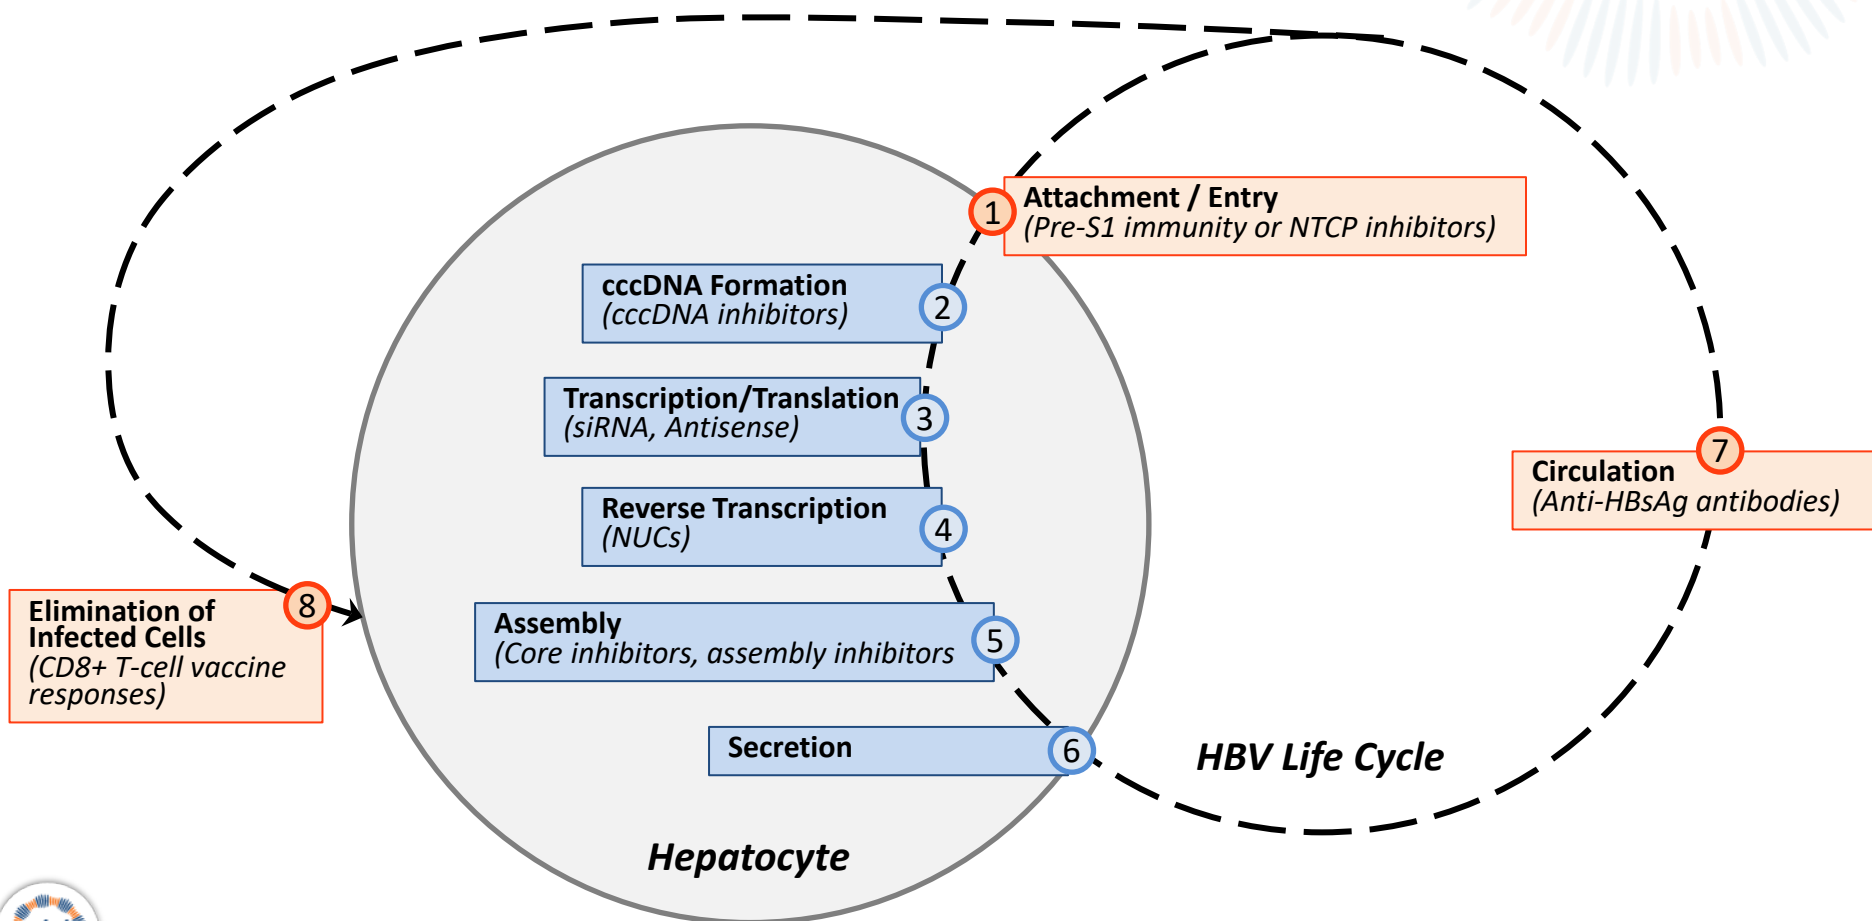 1
Attachment / Entry
(Pre-S1 immunity or NTCP inhibitors)
cccDNA Formation
(cccDNA inhibitors)
2
Transcription/Translation
(siRNA, Antisense)
3
Reverse Transcription
(NUCs)
4
Assembly
(Core inhibitors, assembly inhibitors
5
Secretion
6
7
Circulation
(Anti-HBsAg antibodies)
8
Elimination of
Infected Cells
(CD8+ T-cell vaccine
responses)
HBV Life Cycle
Hepatocyte